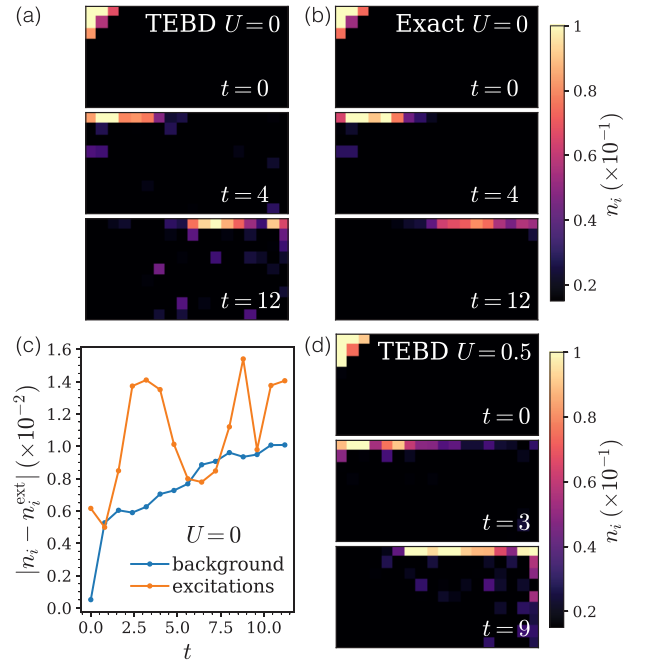 (a)
TEBD U = 0
t = 0
t = 4
t = 12
(b)
Exact U = 0
t = 0
t = 4
t = 12
1
0.8
0.6
0.4
0.2
n_i (×10⁻¹)
(c)
1.6
1.4
1.2
1.0
0.8
0.6
0.4
0.2
0.0
|n_i − n_i^ext| (×10⁻²)
U = 0
background
excitations
0.0
2.5
5.0
7.5
10.0
t
(d)
TEBD U = 0.5
t = 0
t = 3
t = 9
1
0.8
0.6
0.4
0.2
n_i (×10⁻¹)